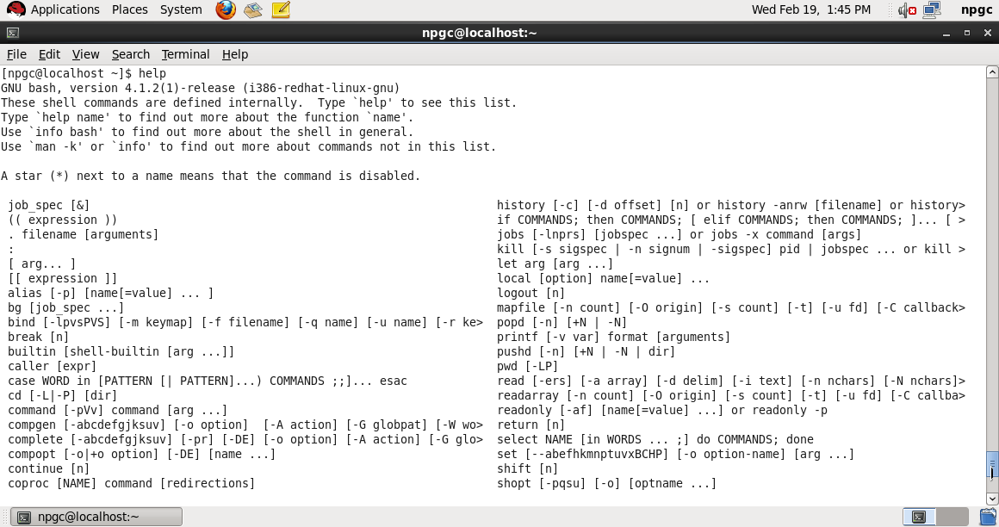 Applications Places System Wed Feb 19, 1:45 PM npgc
npgc@localhost:~
File Edit View Search Terminal Help
[npgc@localhost ~]$ help
GNU bash, version 4.1.2(1)-release (i386-redhat-linux-gnu)
These shell commands are defined internally.  Type `help' to see this list.
Type `help name' to find out more about the function `name'.
Use `info bash' to find out more about the shell in general.
Use `man -k' or `info' to find out more about commands not in this list.
A star (*) next to a name means that the command is disabled.
job_spec [&] history [-c] [-d offset] [n] or history -anrw [filename] or history>
(( expression )) if COMMANDS; then COMMANDS; [ elif COMMANDS; then COMMANDS; ]... [ >
. filename [arguments] jobs [-lnprs] [jobspec ...] or jobs -x command [args]
: kill [-s sigspec | -n signum | -sigspec] pid | jobspec ... or kill >
[ arg... ] let arg [arg ...]
[[ expression ]] local [option] name[=value] ...
alias [-p] [name[=value] ... ] logout [n]
bg [job_spec ...] mapfile [-n count] [-O origin] [-s count] [-t] [-u fd] [-C callback>
bind [-lpvsPVS] [-m keymap] [-f filename] [-q name] [-u name] [-r ke> popd [-n] [+N | -N]
break [n] printf [-v var] format [arguments]
builtin [shell-builtin [arg ...]] pushd [-n] [+N | -N | dir]
caller [expr] pwd [-LP]
case WORD in [PATTERN [| PATTERN]...) COMMANDS ;;]... esac read [-ers] [-a array] [-d delim] [-i text] [-n nchars] [-N nchars]>
cd [-L|-P] [dir] readarray [-n count] [-O origin] [-s count] [-t] [-u fd] [-C callba>
command [-pVv] command [arg ...] readonly [-af] [name[=value] ...] or readonly -p
compgen [-abcdefgjksuv] [-o option]  [-A action] [-G globpat] [-W wo> return [n]
complete [-abcdefgjksuv] [-pr] [-DE] [-o option] [-A action] [-G glo> select NAME [in WORDS ... ;] do COMMANDS; done
compopt [-o|+o option] [-DE] [name ...] set [--abefhkmnptuvxBCHP] [-o option-name] [arg ...]
continue [n] shift [n]
coproc [NAME] command [redirections] shopt [-pqsu] [-o] [optname ...]
npgc@localhost:~